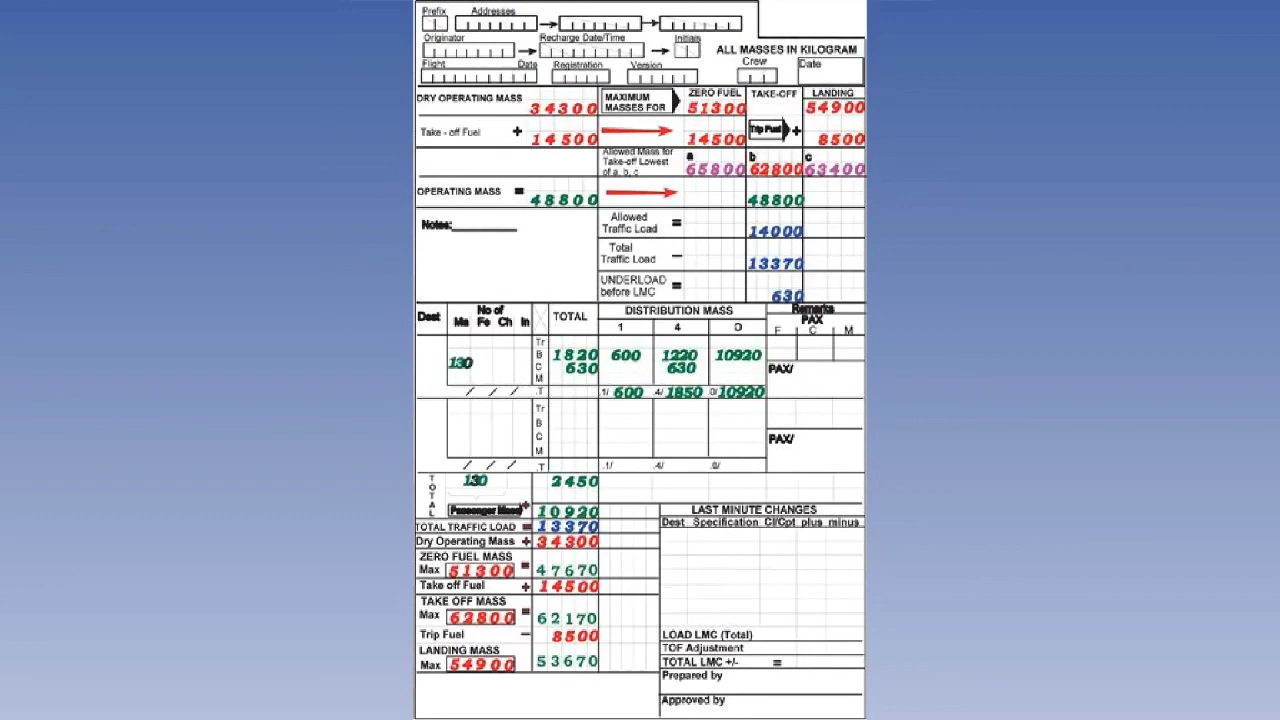 Prefix Addresses
Originator Recharge Date/Time Initials
ALL MASSES IN KILOGRAM
Flight Date Registration Version Crew Date
DRY OPERATING MASS 34300 MAXIMUM MASSES FOR ZERO FUEL 51300 TAKE-OFF LANDING 54900
Take - off Fuel + 14500 14500 Trip Fuel + 8500
Allowed Mass for Take-off Lowest of a, b, c a 65800 b 62800 c 63400
OPERATING MASS = 48800 48800
Notes: Allowed Traffic Load = 14000
Total Traffic Load - 13370
UNDERLOAD before LMC = 630
Dest No of TOTAL DISTRIBUTION MASS Remarks
PAX
Ma Fe Ch In 1 4 0 F C M
Tr
130 B 1820 600 1220 10920
C 630 630 PAX/
M
/ / / .T .1/ 600 .4/ 1850 .0/ 10920
Tr
B
C
M PAX/
/ / / .T .1/ .4/ .0/
TOTAL 130 2450
Passenger Mass + 10920 LAST MINUTE CHANGES
TOTAL TRAFFIC LOAD = 13370 Dest Specification Cl/Cpt plus minus
Dry Operating Mass + 34300
ZERO FUEL MASS
Max 51300 = 47670
Take off Fuel + 14500
TAKE OFF MASS
Max 62800 = 62170
Trip Fuel - 8500 LOAD LMC (Total)
LANDING MASS TOF Adjustment
Max 54900 53670 TOTAL LMC +/- =
Prepared by
Approved by